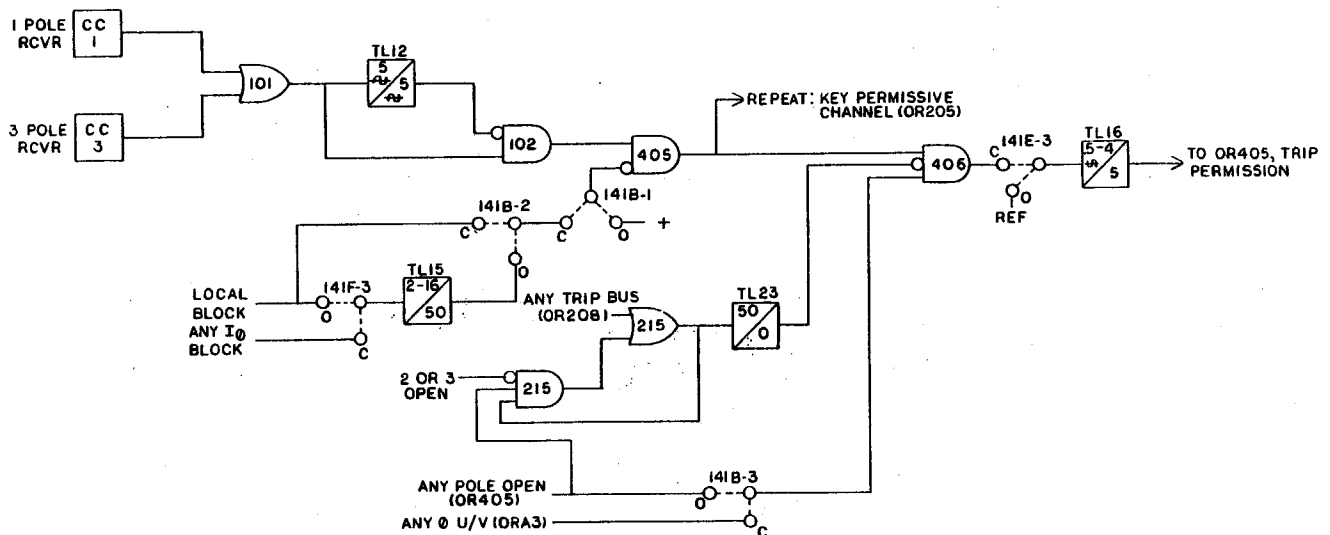 1 POLE
RCVR
CC
1
3 POLE
RCVR
CC
3
101
TL12
5
5
102
405
REPEAT: KEY PERMISSIVE
CHANNEL (OR205)
406
C
141E-3
O
REF
TL16
.5-4
5
TO OR405, TRIP
PERMISSION
141B-1
C
O
+
141B-2
C
O
LOCAL
BLOCK
O
141F-3
C
ANY IØ
BLOCK
TL15
2-16
50
ANY TRIP BUS
(OR208)
215
TL23
50
0
2 OR 3
OPEN
215
ANY POLE OPEN
(OR405)
O
141B-3
C
ANY Ø U/V (ORA3)